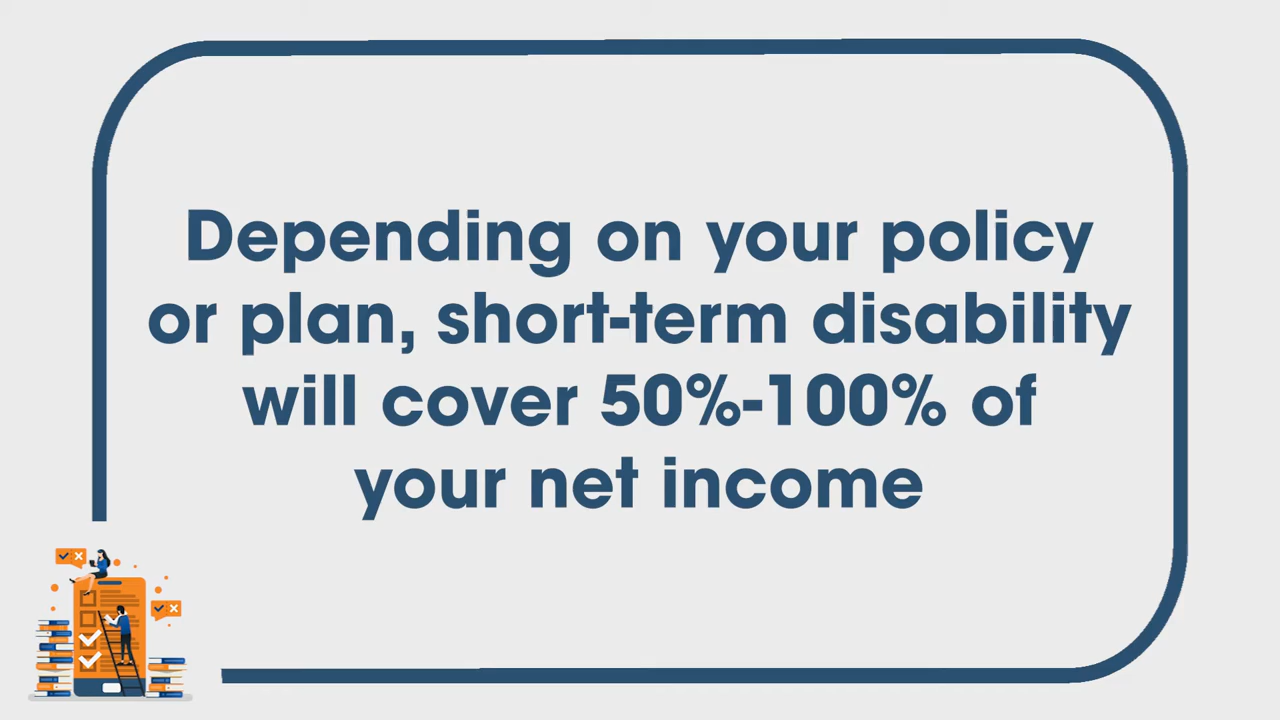 Depending on your policy
or plan, short-term disability
will cover 50%-100% of
your net income